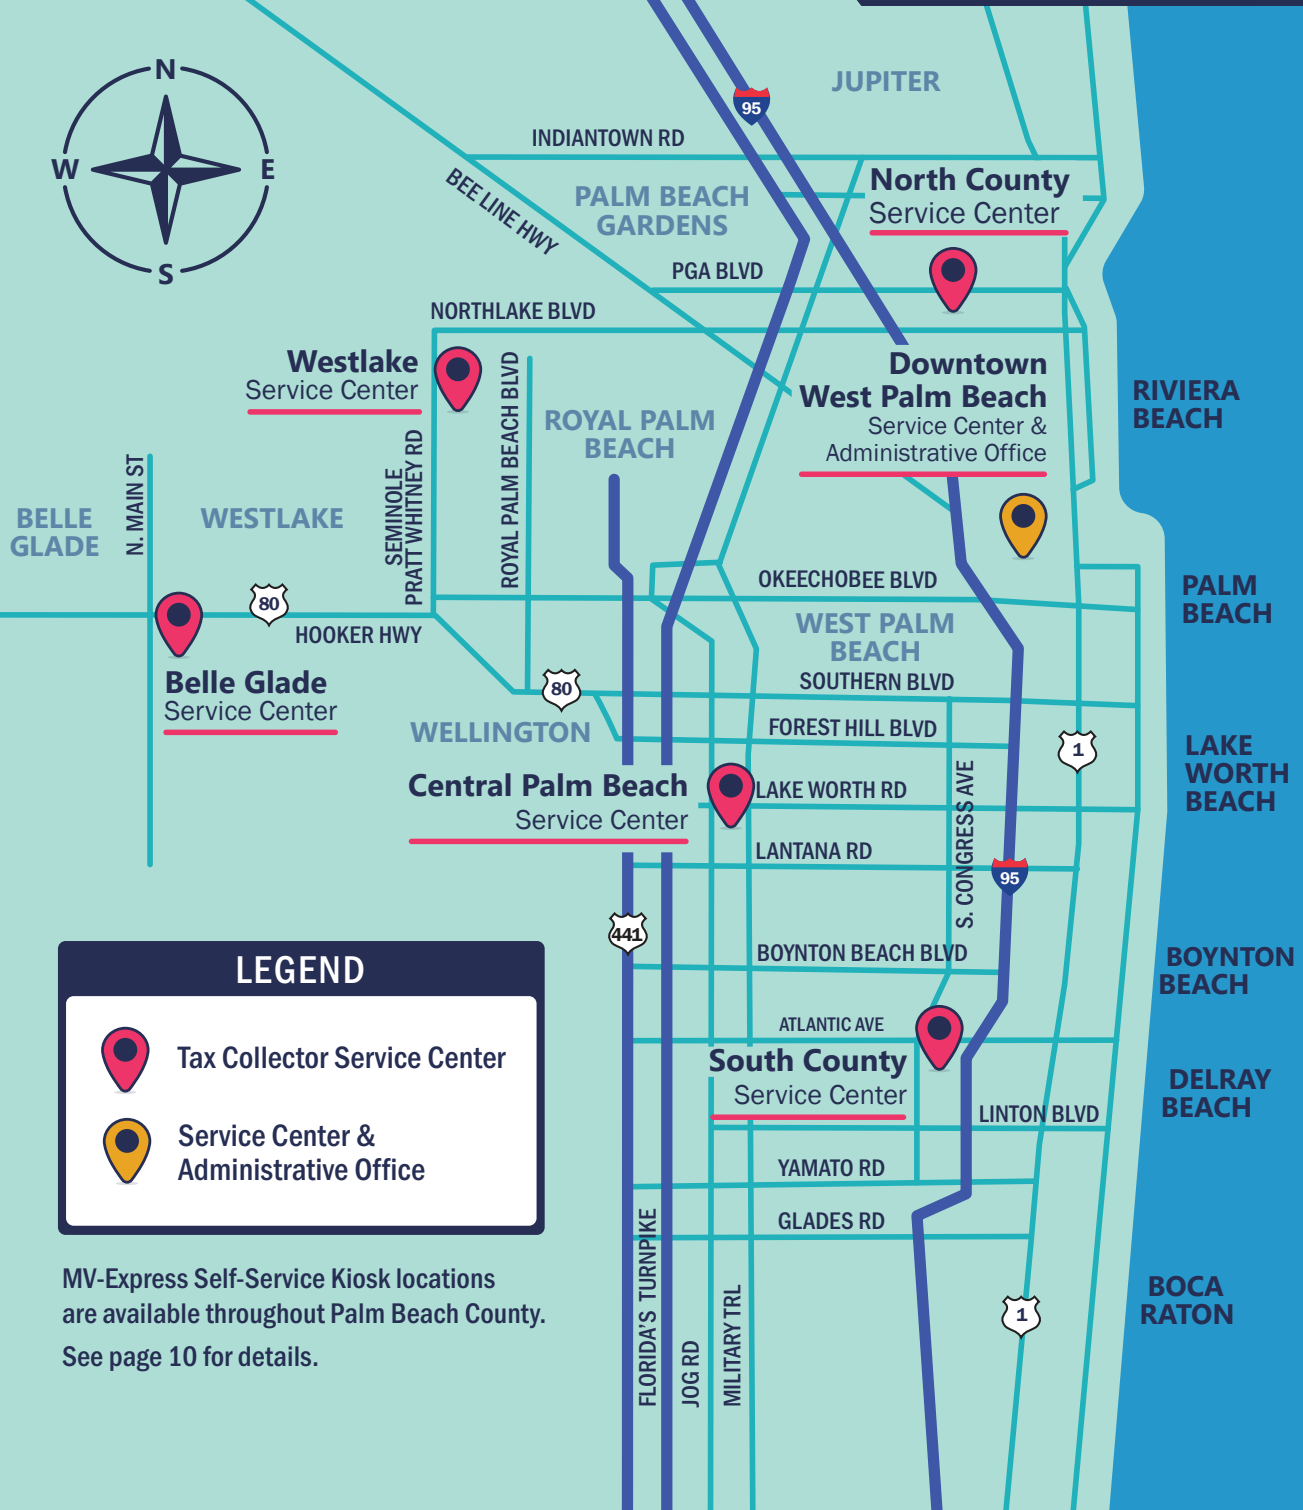 N
W
E
S
95
JUPITER
INDIANTOWN RD
BEE LINE HWY
PALM BEACH
GARDENS
North County
Service Center
PGA BLVD
NORTHLAKE BLVD
Westlake
Service Center
ROYAL PALM BEACH BLVD
ROYAL PALM
BEACH
Downtown
West Palm Beach
Service Center &
Administrative Office
RIVIERA
BEACH
SEMINOLE
PRATT WHITNEY RD
N. MAIN ST
BELLE
GLADE
WESTLAKE
80
HOOKER HWY
OKEECHOBEE BLVD
PALM
BEACH
WEST PALM
BEACH
Belle Glade
Service Center
80
SOUTHERN BLVD
WELLINGTON
FOREST HILL BLVD
1
LAKE
WORTH
BEACH
Central Palm Beach
Service Center
LAKE WORTH RD
S. CONGRESS AVE
LANTANA RD
95
441
BOYNTON BEACH BLVD
BOYNTON
BEACH
ATLANTIC AVE
South County
Service Center
DELRAY
BEACH
LINTON BLVD
YAMATO RD
GLADES RD
FLORIDA'S TURNPIKE
JOG RD
MILITARY TRL
1
BOCA
RATON
LEGEND
Tax Collector Service Center
Service Center &
Administrative Office
MV-Express Self-Service Kiosk locations
are available throughout Palm Beach County.
See page 10 for details.